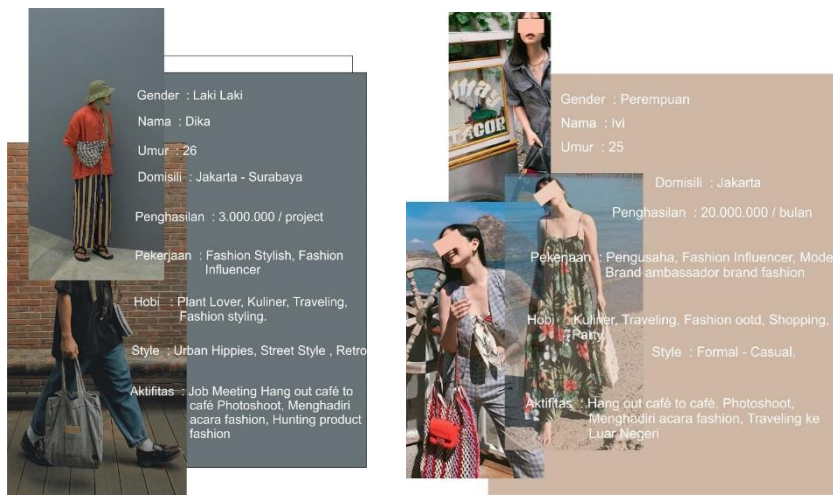 Gender : Laki Laki
Nama : Dika
Umur : 26
Domisili : Jakarta - Surabaya
Penghasilan : 3.000.000 / project
Pekerjaan : Fashion Stylish, Fashion
Influencer
Hobi : Plant Lover, Kuliner, Traveling,
Fashion styling.
Style : Urban Hippies, Street Style , Retro
Aktifitas : Job Meeting Hang out café to
café Photoshoot, Menghadiri
acara fashion, Hunting product
fashion
Gender : Perempuan
Nama : Ivi
Umur : 25
Domisili : Jakarta
Penghasilan : 20.000.000 / bulan
Pekerjaan : Pengusaha, Fashion Influencer, Mode
Brand ambassador brand fashion
Hobi : Kuliner, Traveling, Fashion ootd, Shopping,
Party,
Style : Formal - Casual,
Aktifitas : Hang out café to café, Photoshoot,
Menghadiri acara fashion, Traveling ke
Luar Negeri